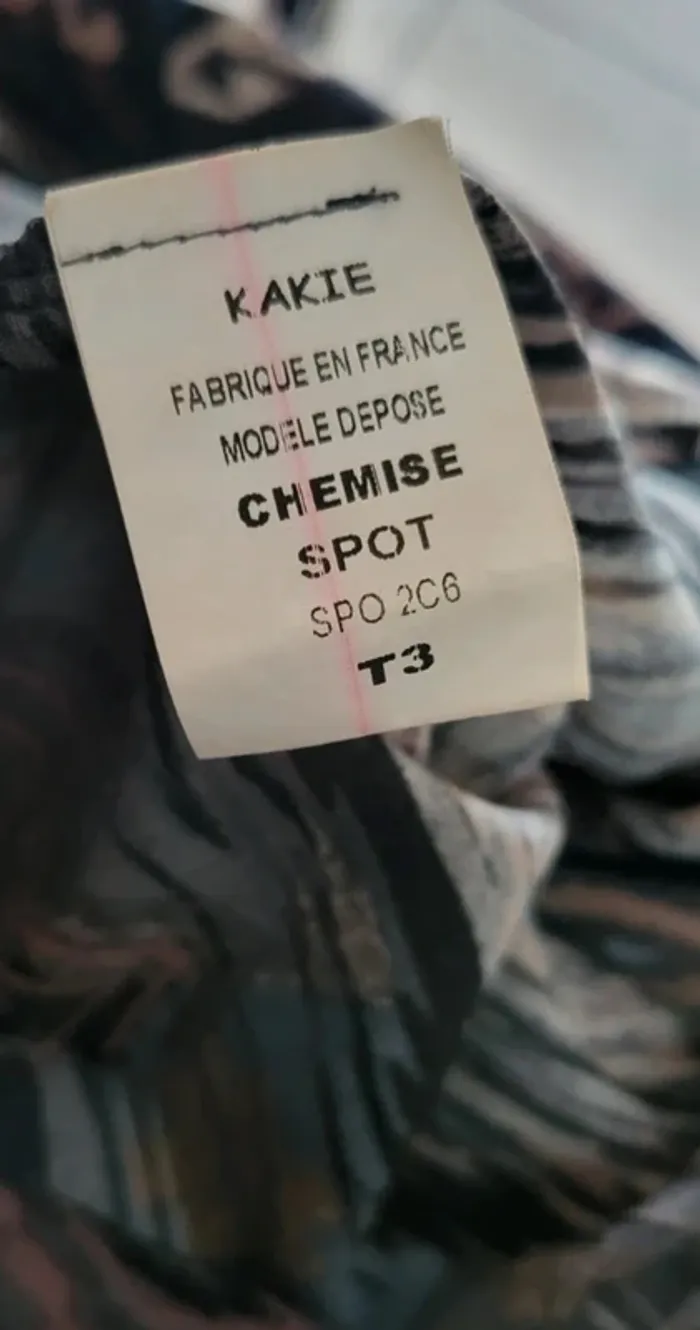 KAKIE
FABRIQUE EN FRANCE
MODELE DEPOSE
CHEMISE
SPOT
SPO 2C6
T3